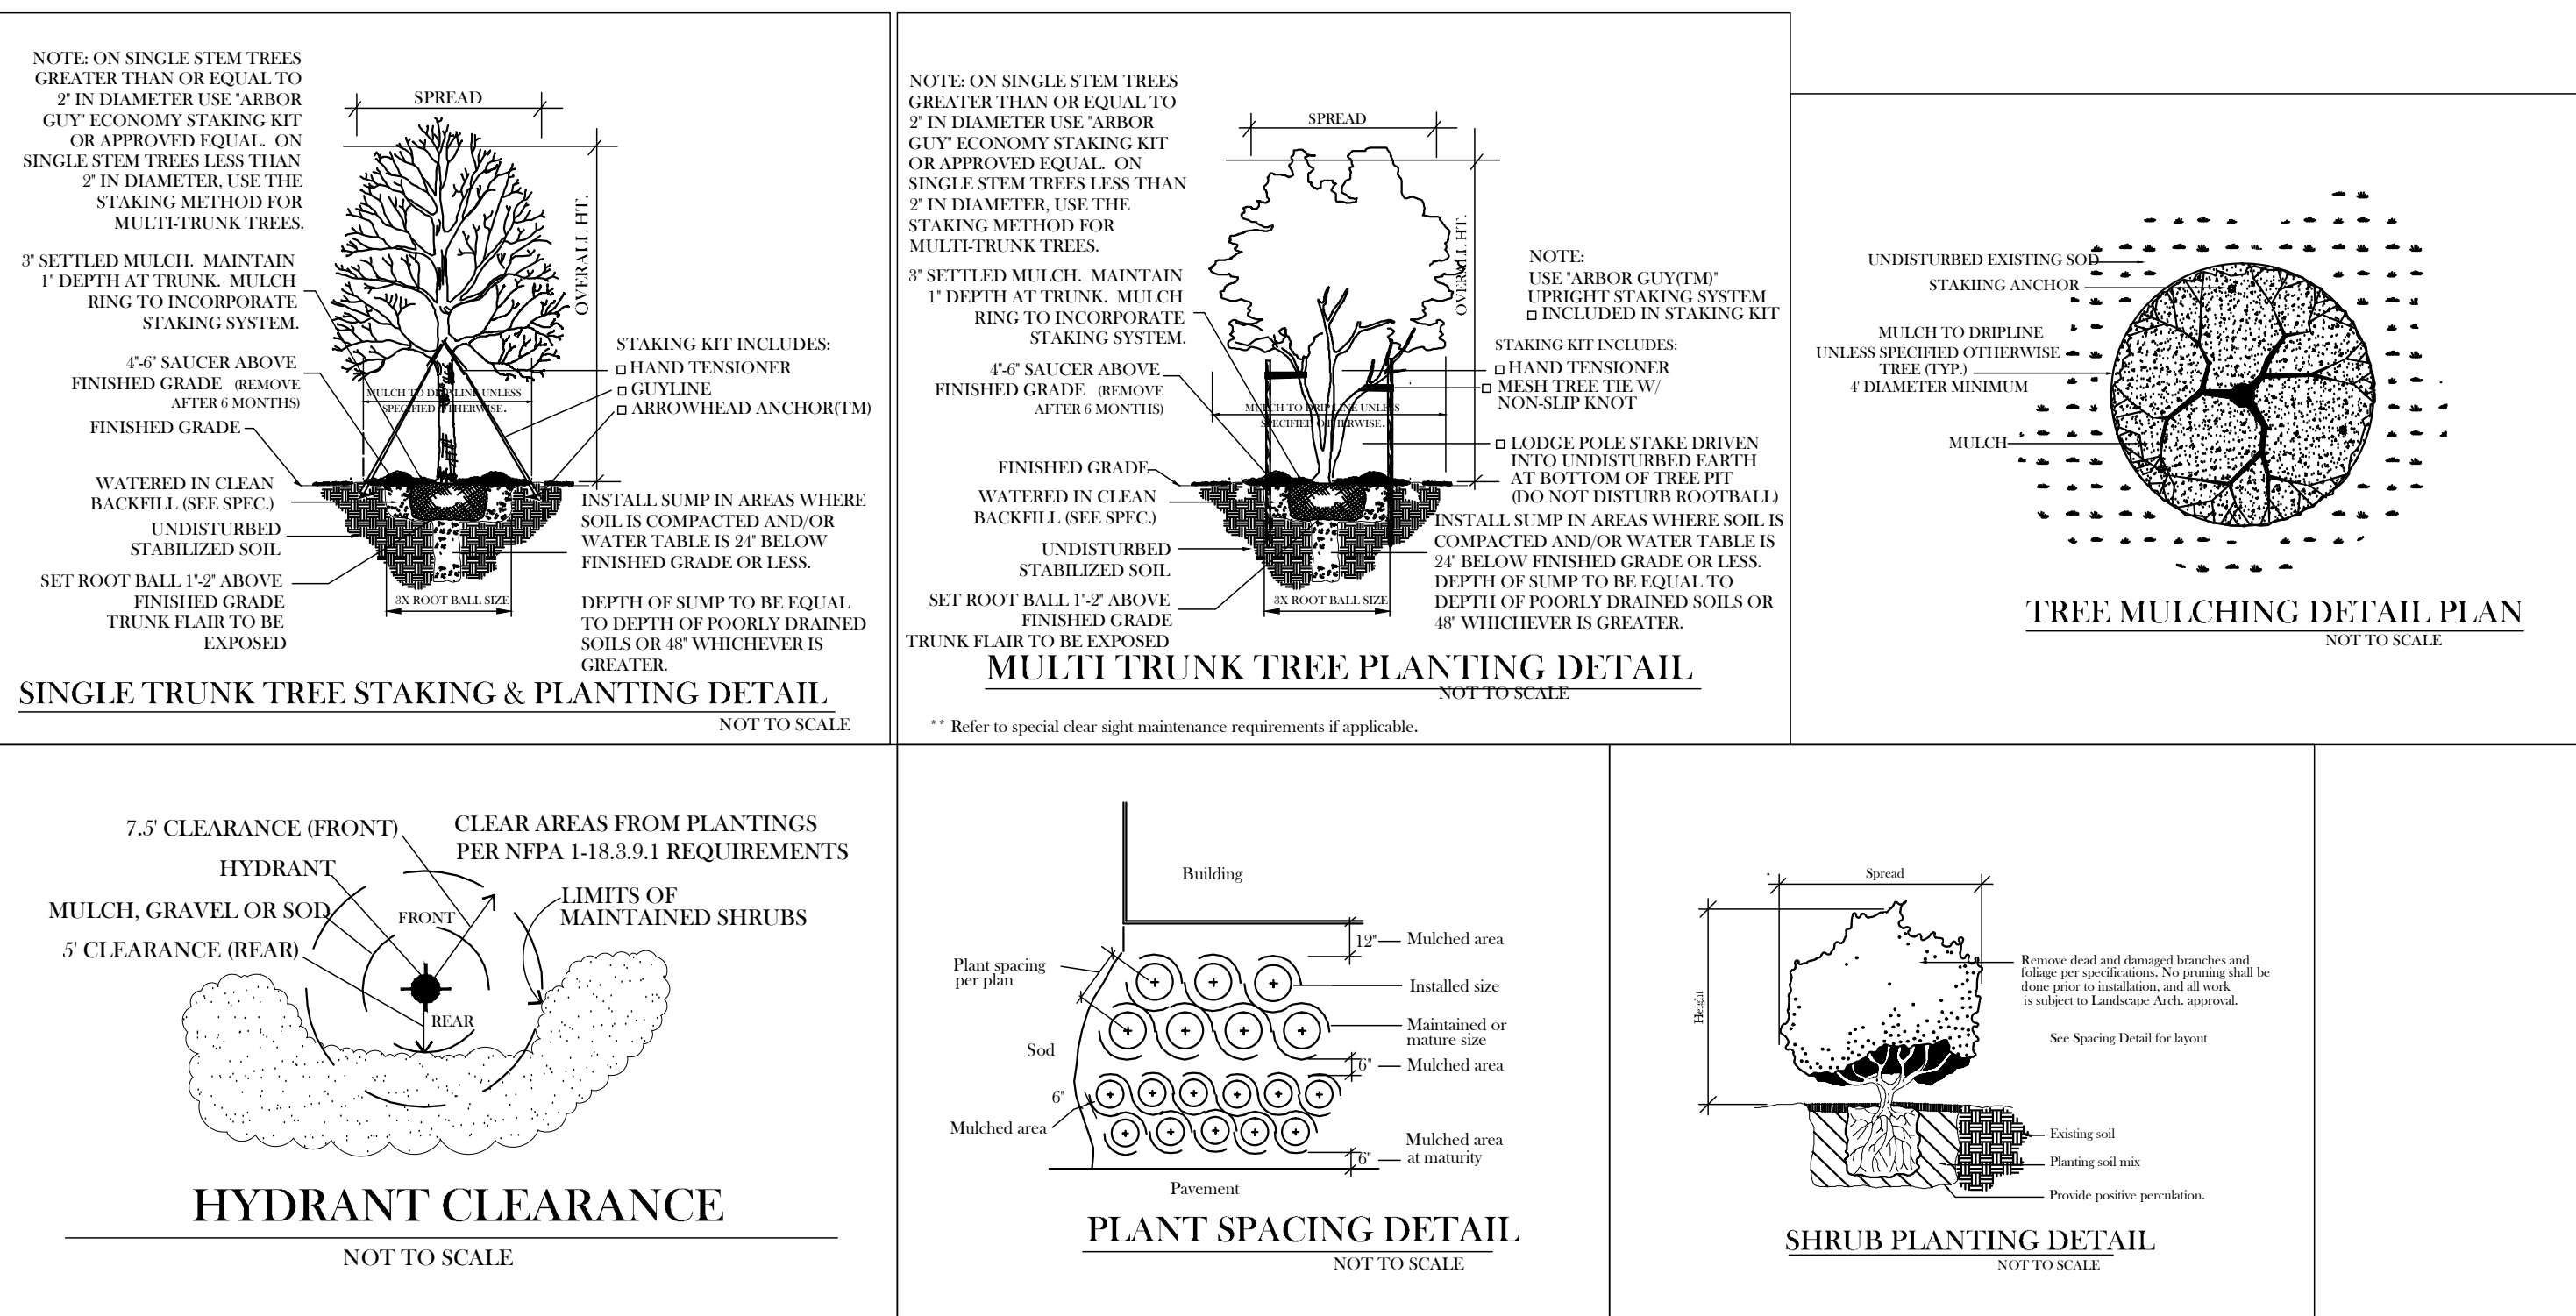 NOTE: ON SINGLE STEM TREES
GREATER THAN OR EQUAL TO
2" IN DIAMETER USE "ARBOR
GUY" ECONOMY STAKING KIT
OR APPROVED EQUAL. ON
SINGLE STEM TREES LESS THAN
2" IN DIAMETER, USE THE
STAKING METHOD FOR
MULTI-TRUNK TREES.
3" SETTLED MULCH. MAINTAIN
1" DEPTH AT TRUNK. MULCH
RING TO INCORPORATE
STAKING SYSTEM.
4"-6" SAUCER ABOVE
FINISHED GRADE (REMOVE
AFTER 6 MONTHS)
FINISHED GRADE
WATERED IN CLEAN
BACKFILL (SEE SPEC.)
UNDISTURBED
STABILIZED SOIL
SET ROOT BALL 1"-2" ABOVE
FINISHED GRADE
TRUNK FLAIR TO BE
EXPOSED
SPREAD
OVERALL HT.
MULCH TO DRIPLINE UNLESS
SPECIFIED OTHERWISE.
STAKING KIT INCLUDES:
HAND TENSIONER
GUYLINE
ARROWHEAD ANCHOR(TM)
INSTALL SUMP IN AREAS WHERE
SOIL IS COMPACTED AND/OR
WATER TABLE IS 24" BELOW
FINISHED GRADE OR LESS.
DEPTH OF SUMP TO BE EQUAL
TO DEPTH OF POORLY DRAINED
SOILS OR 48" WHICHEVER IS
GREATER.
3X ROOT BALL SIZE
SINGLE TRUNK TREE STAKING & PLANTING DETAIL
NOT TO SCALE
NOTE: ON SINGLE STEM TREES
GREATER THAN OR EQUAL TO
2" IN DIAMETER USE "ARBOR
GUY" ECONOMY STAKING KIT
OR APPROVED EQUAL. ON
SINGLE STEM TREES LESS THAN
2" IN DIAMETER, USE THE
STAKING METHOD FOR
MULTI-TRUNK TREES.
3" SETTLED MULCH. MAINTAIN
1" DEPTH AT TRUNK. MULCH
RING TO INCORPORATE
STAKING SYSTEM.
4"-6" SAUCER ABOVE
FINISHED GRADE (REMOVE
AFTER 6 MONTHS)
FINISHED GRADE
WATERED IN CLEAN
BACKFILL (SEE SPEC.)
UNDISTURBED
STABILIZED SOIL
SET ROOT BALL 1"-2" ABOVE
FINISHED GRADE
TRUNK FLAIR TO BE EXPOSED
SPREAD
OVERALL HT.
MULCH TO DRIP LINE UNLESS
SPECIFIED OTHERWISE.
NOTE:
USE "ARBOR GUY(TM)"
UPRIGHT STAKING SYSTEM
INCLUDED IN STAKING KIT
STAKING KIT INCLUDES:
HAND TENSIONER
MESH TREE TIE W/
NON-SLIP KNOT
LODGE POLE STAKE DRIVEN
INTO UNDISTURBED EARTH
AT BOTTOM OF TREE PIT
(DO NOT DISTURB ROOTBALL)
INSTALL SUMP IN AREAS WHERE SOIL IS
COMPACTED AND/OR WATER TABLE IS
24" BELOW FINISHED GRADE OR LESS.
DEPTH OF SUMP TO BE EQUAL TO
DEPTH OF POORLY DRAINED SOILS OR
48" WHICHEVER IS GREATER.
3X ROOT BALL SIZE
MULTI TRUNK TREE PLANTING DETAIL
NOT TO SCALE
** Refer to special clear sight maintenance requirements if applicable.
UNDISTURBED EXISTING SOD
STAKIING ANCHOR
MULCH TO DRIPLINE
UNLESS SPECIFIED OTHERWISE
TREE (TYP.)
4' DIAMETER MINIMUM
MULCH
TREE MULCHING DETAIL PLAN
NOT TO SCALE
7.5' CLEARANCE (FRONT)
HYDRANT
MULCH, GRAVEL OR SOD
5' CLEARANCE (REAR)
CLEAR AREAS FROM PLANTINGS
PER NFPA 1-18.3.9.1 REQUIREMENTS
LIMITS OF
MAINTAINED SHRUBS
FRONT
REAR
HYDRANT CLEARANCE
NOT TO SCALE
Building
12"
Mulched area
Plant spacing
per plan
Installed size
Maintained or
mature size
Sod
6"
Mulched area
6"
Mulched area
Mulched area
at maturity
6"
Pavement
PLANT SPACING DETAIL
NOT TO SCALE
Spread
Height
Remove dead and damaged branches and
foliage per specifications. No pruning shall be
done prior to installation, and all work
is subject to Landscape Arch. approval.
See Spacing Detail for layout
Existing soil
Planting soil mix
Provide positive perculation.
SHRUB PLANTING DETAIL
NOT TO SCALE